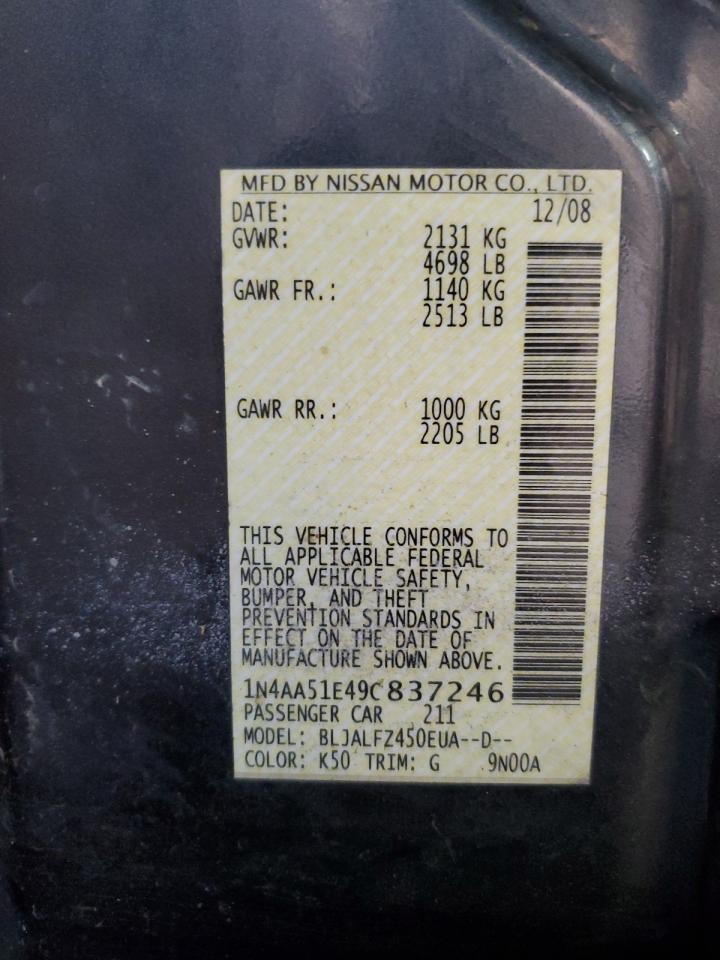 MFD BY NISSAN MOTOR CO., LTD.
DATE: 12/08
GVWR: 2131 KG
4698 LB
GAWR FR.: 1140 KG
2513 LB
GAWR RR.: 1000 KG
2205 LB
THIS VEHICLE CONFORMS TO
ALL APPLICABLE FEDERAL
MOTOR VEHICLE SAFETY,
BUMPER, AND THEFT
PREVENTION STANDARDS IN
EFFECT ON THE DATE OF
MANUFACTURE SHOWN ABOVE.
1N4AA51E49C837246
PASSENGER CAR 211
MODEL: BLJALFZ450EUA--D--
COLOR: K50 TRIM: G 9N00A